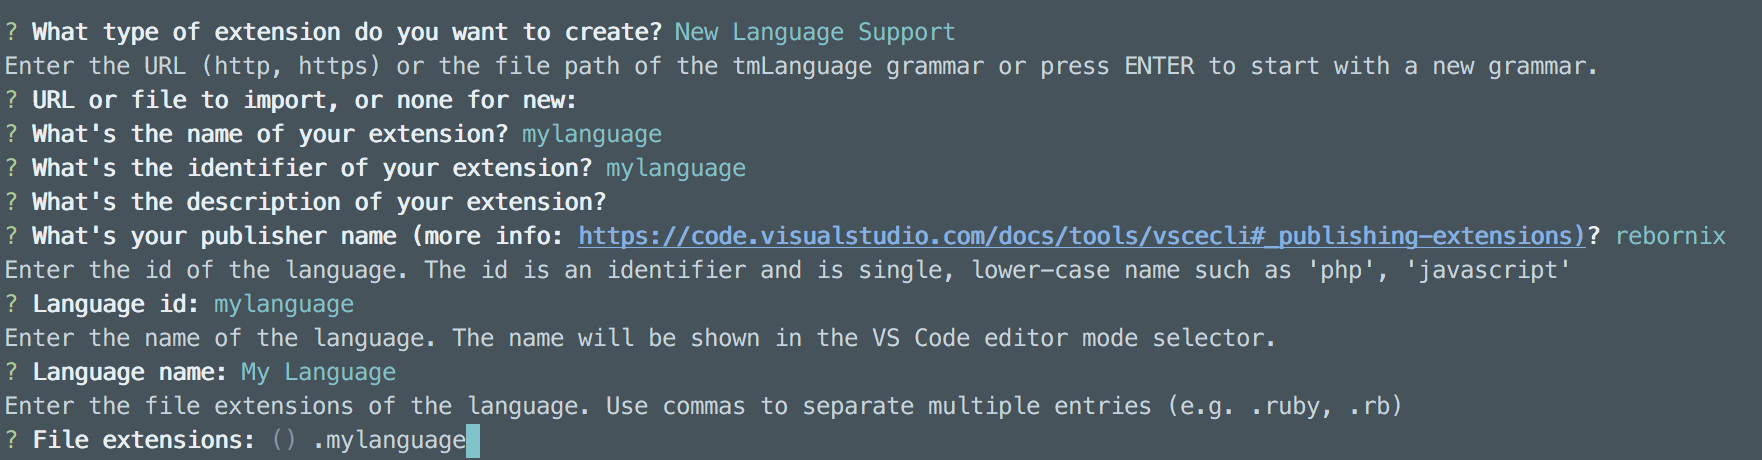 ? What type of extension do you want to create? New Language Support
Enter the URL (http, https) or the file path of the tmLanguage grammar or press ENTER to start with a new grammar.
? URL or file to import, or none for new:
? What's the name of your extension? mylanguage
? What's the identifier of your extension? mylanguage
? What's the description of your extension?
? What's your publisher name (more info: https://code.visualstudio.com/docs/tools/vscecli#_publishing-extensions)? rebornix
Enter the id of the language. The id is an identifier and is single, lower-case name such as 'php', 'javascript'
? Language id: mylanguage
Enter the name of the language. The name will be shown in the VS Code editor mode selector.
? Language name: My Language
Enter the file extensions of the language. Use commas to separate multiple entries (e.g. .ruby, .rb)
? File extensions: () .mylanguage